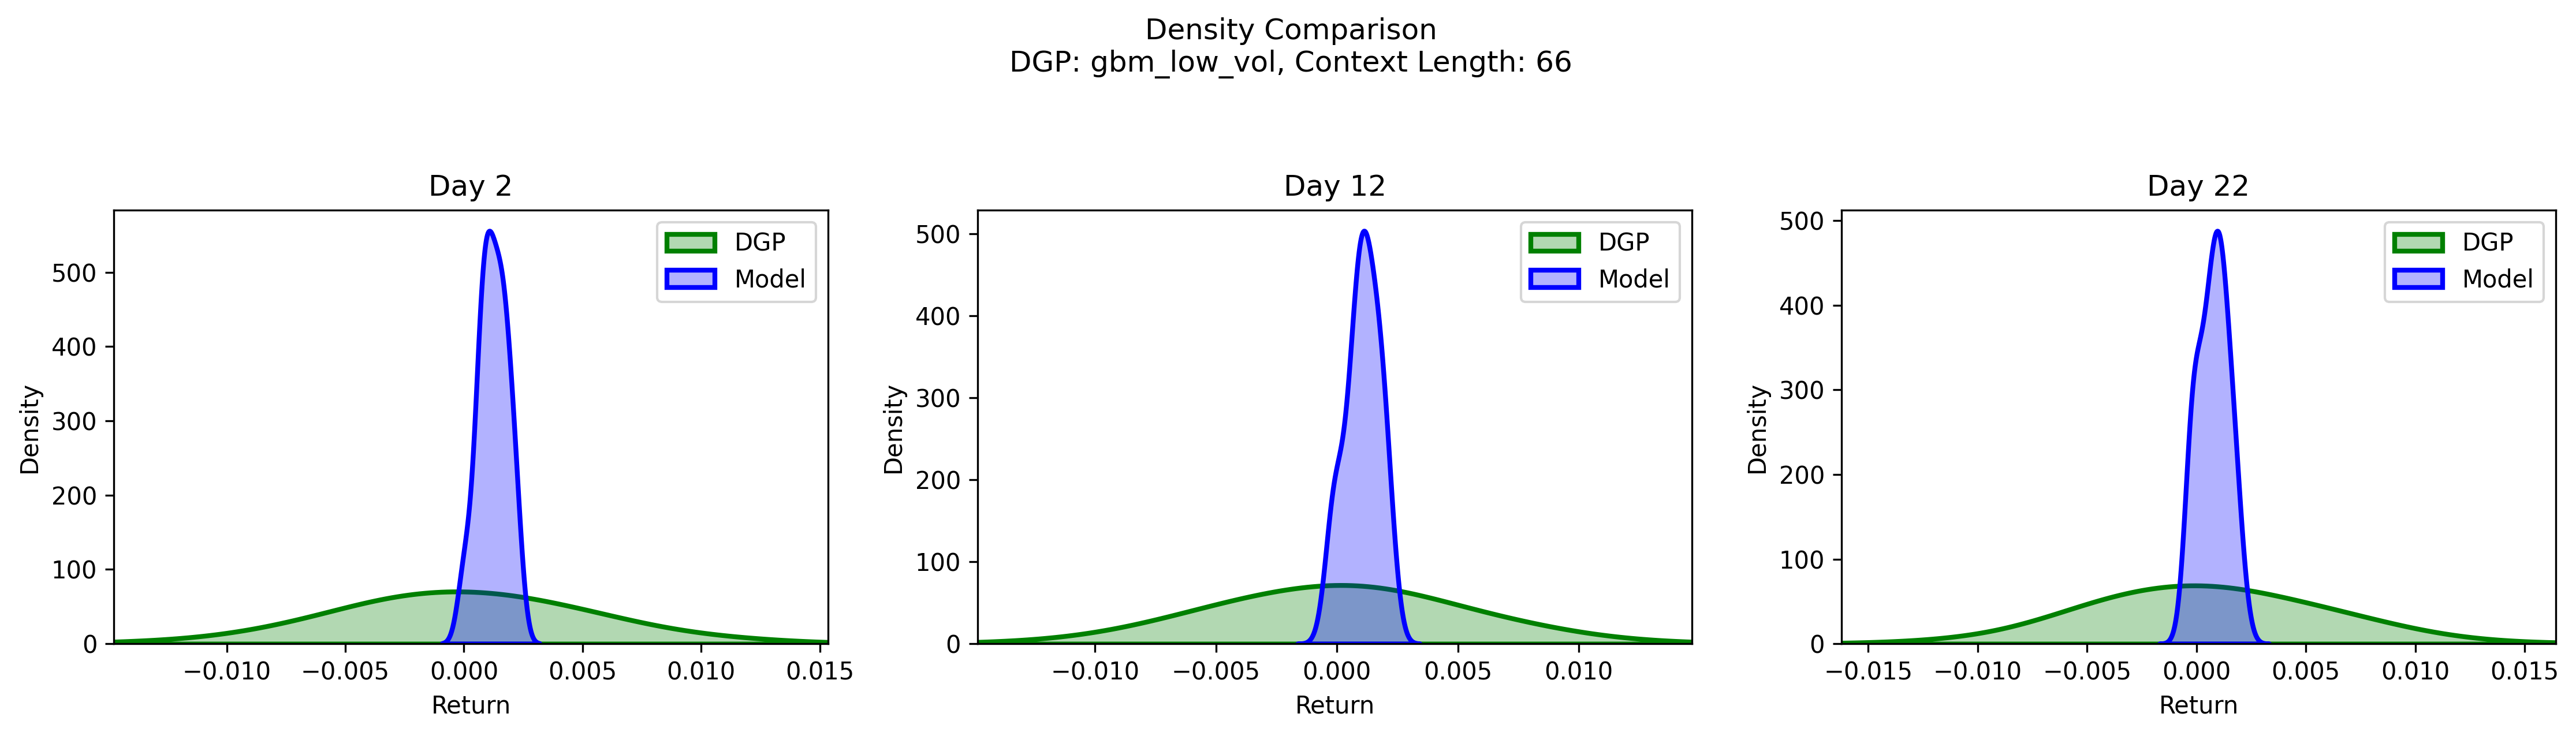 Density Comparison
DGP: gbm_low_vol, Context Length: 66
Day 2
500
400
300
200
100
0
Density
−0.010
−0.005
0.000
0.005
0.010
0.015
Return
DGP
Model
Day 12
500
400
300
200
100
0
Density
−0.010
−0.005
0.000
0.005
0.010
Return
DGP
Model
Day 22
500
400
300
200
100
0
Density
−0.015
−0.010
−0.005
0.000
0.005
0.010
0.015
Return
DGP
Model